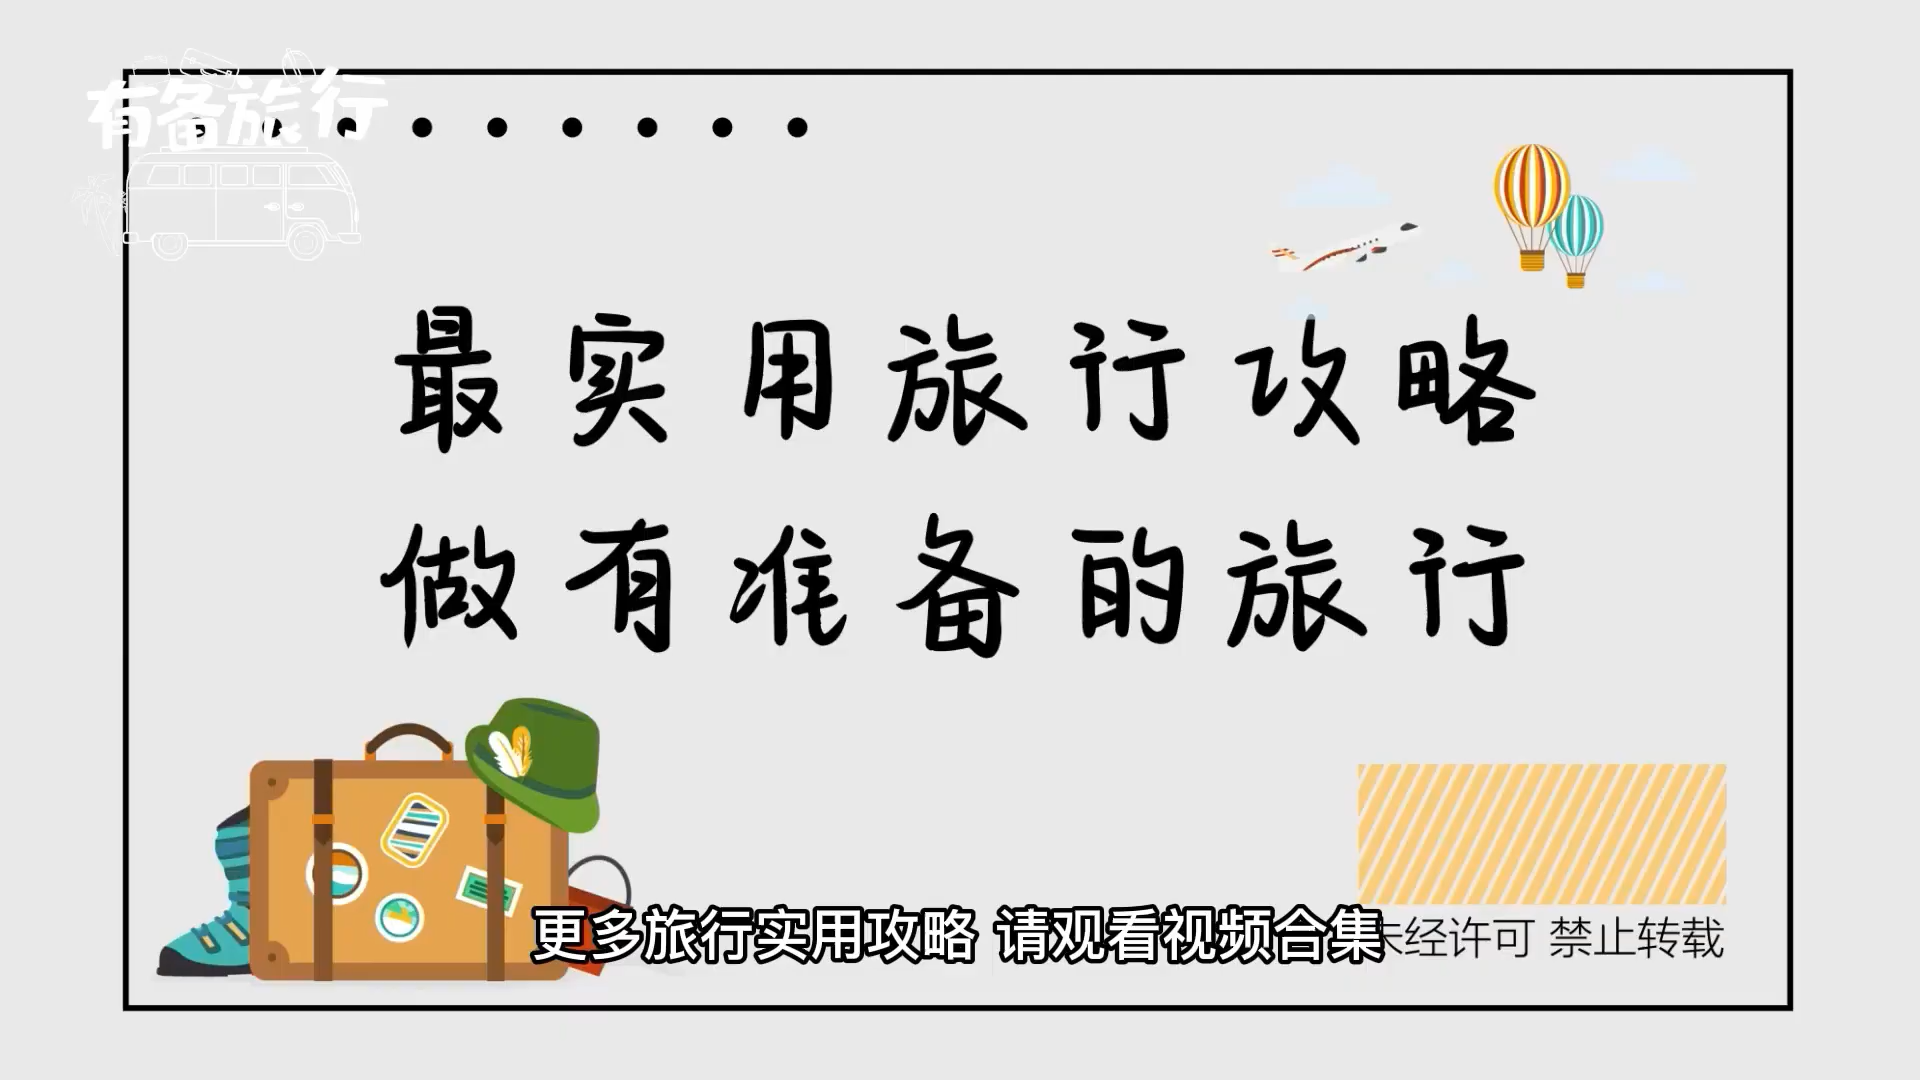 有备旅行
最实用旅行攻略
做有准备的旅行
更多旅行实用攻略 请观看视频合集
未经许可 禁止转载